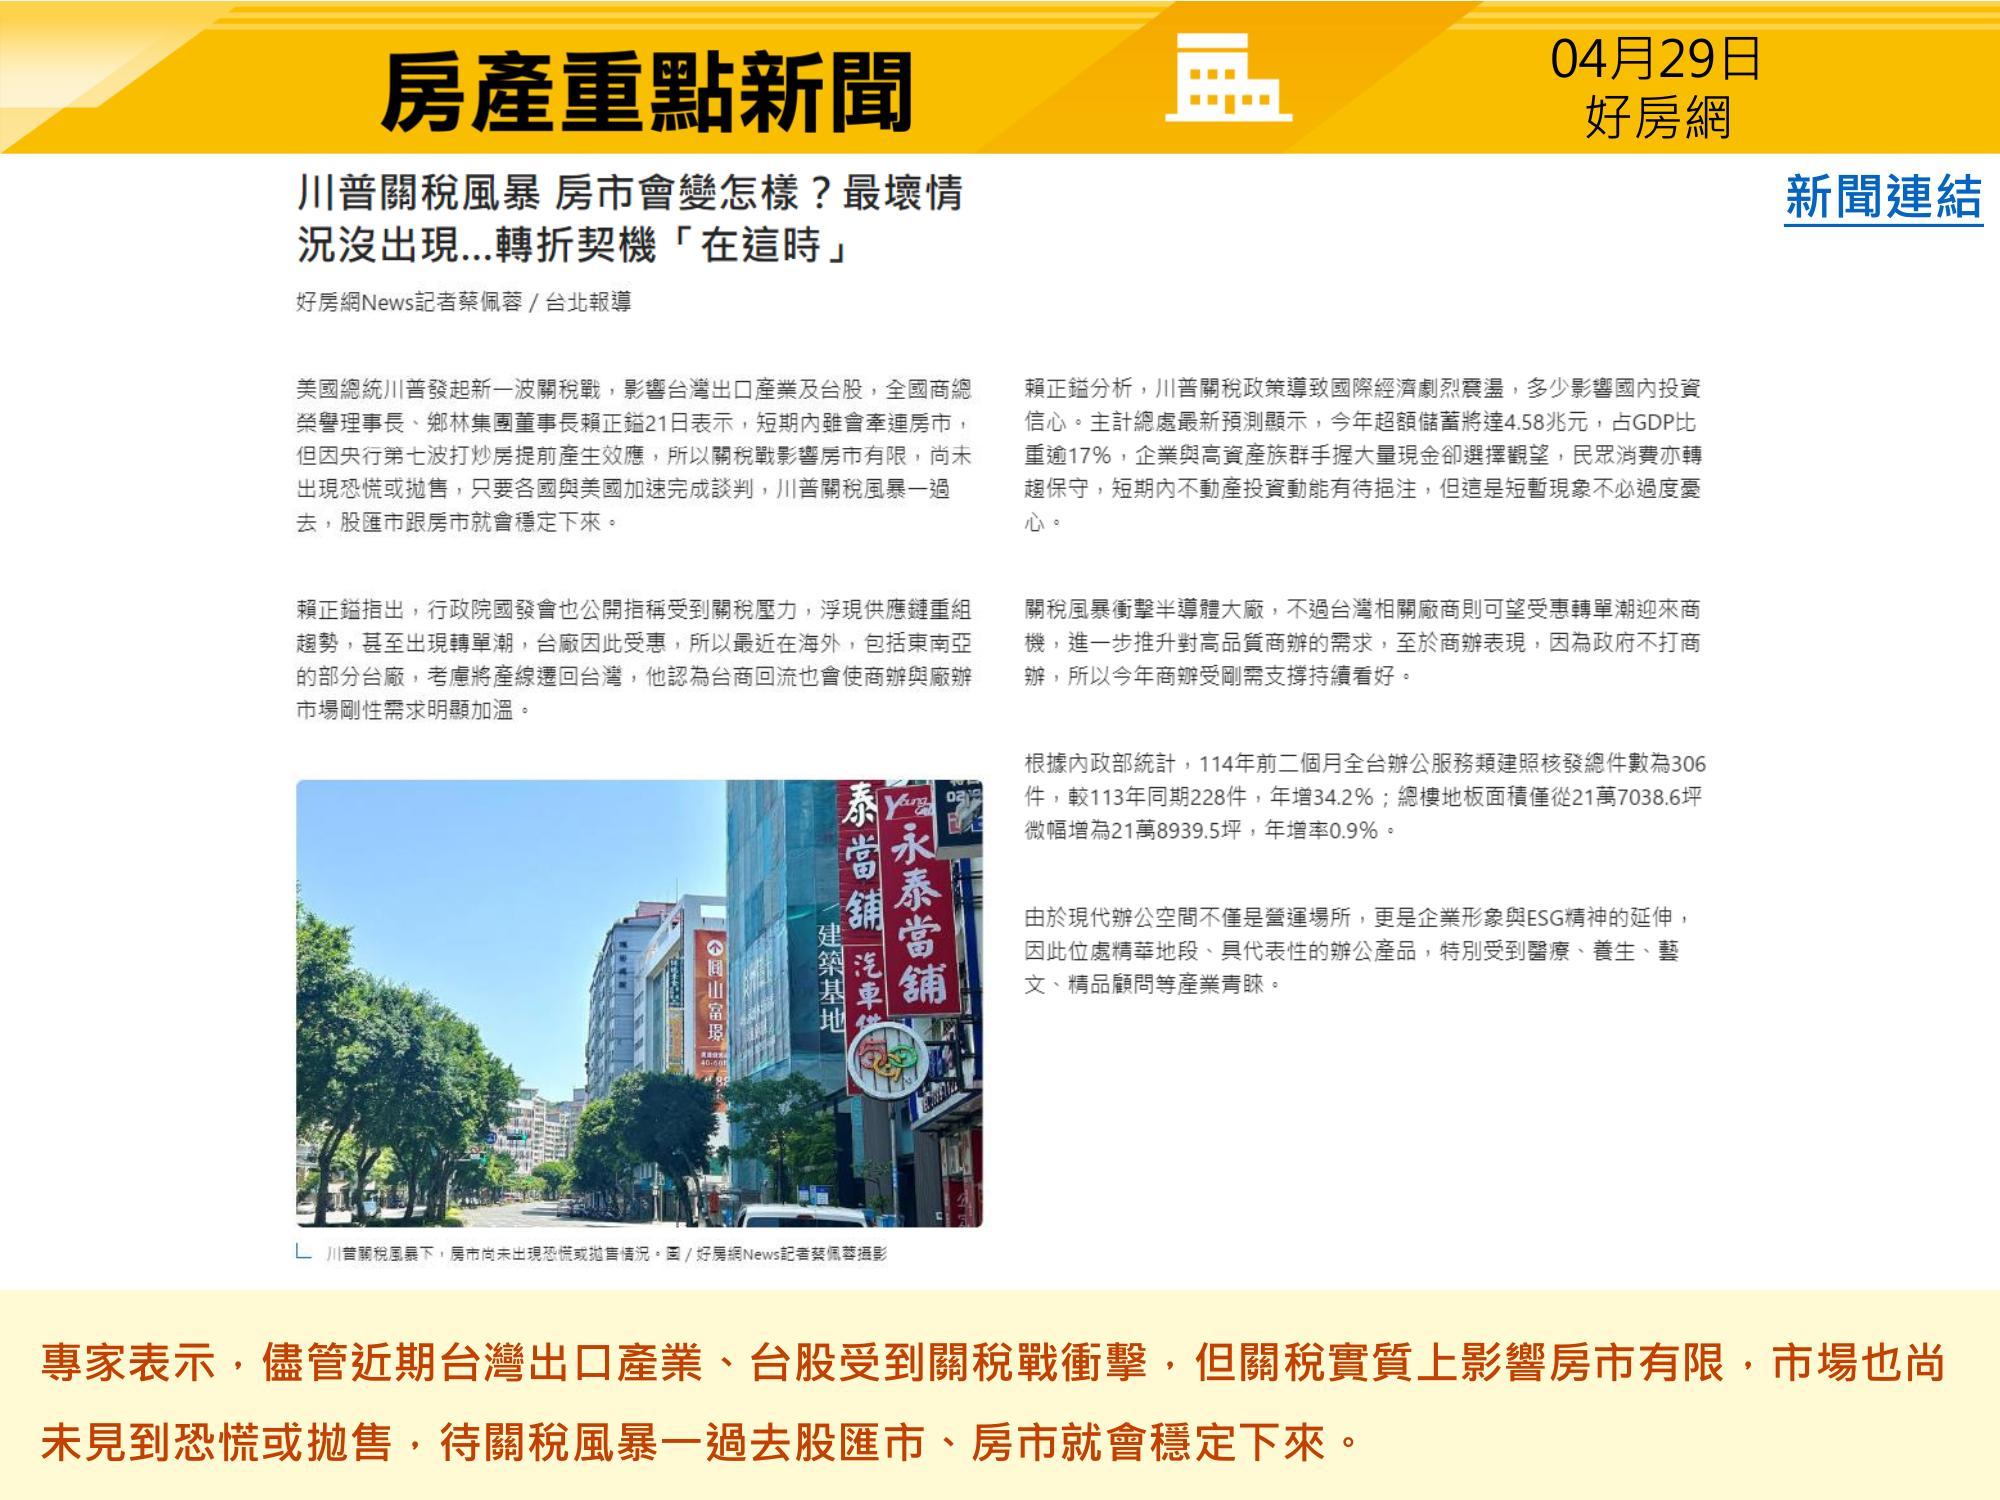 房產重點新聞
04月29日
好房網
新聞連結
川普關稅風暴 房市會變怎樣？最壞情
況沒出現...轉折契機「在這時」
好房網News記者蔡佩蓉 / 台北報導
美國總統川普發起新一波關稅戰，影響台灣出口產業及台股，全國商總
榮譽理事長、鄉林集團董事長賴正鎰21日表示，短期內雖會牽連房市，
但因央行第七波打炒房提前產生效應，所以關稅戰影響房市有限，尚未
出現恐慌或拋售，只要各國與美國加速完成談判，川普關稅風暴一過
去，股匯市跟房市就會穩定下來。
賴正鎰指出，行政院國發會也公開指稱受到關稅壓力，浮現供應鏈重組
趨勢，甚至出現轉單潮，台廠因此受惠，所以最近在海外，包括東南亞
的部分台廠，考慮將產線遷回台灣，他認為台商回流也會使商辦與廠辦
市場剛性需求明顯加溫。
泰當舖
Young
永泰當舖
汽車借
建築基地
圓山富環
川普關稅風暴下，房市尚未出現恐慌或拋售情況。圖 / 好房網News記者蔡佩蓉攝影
賴正鎰分析，川普關稅政策導致國際經濟劇烈震盪，多少影響國內投資
信心。主計總處最新預測顯示，今年超額儲蓄將達4.58兆元，占GDP比
重逾17%，企業與高資產族群手握大量現金卻選擇觀望，民眾消費亦轉
趨保守，短期內不動產投資動能有待挹注，但這是短暫現象不必過度憂
心。
關稅風暴衝擊半導體大廠，不過台灣相關廠商則可望受惠轉單潮迎來商
機，進一步推升對高品質商辦的需求，至於商辦表現，因為政府不打商
辦，所以今年商辦受剛需支撐持續看好。
根據內政部統計，114年前二個月全台辦公服務類建照核發總件數為306
件，較113年同期228件，年增34.2%；總樓地板面積僅從21萬7038.6坪
微幅增為21萬8939.5坪，年增率0.9%。
由於現代辦公空間不僅是營運場所，更是企業形象與ESG精神的延伸，
因此位處精華地段、具代表性的辦公產品，特別受到醫療、養生、藝
文、精品顧問等產業青睞。
專家表示，儘管近期台灣出口產業、台股受到關稅戰衝擊，但關稅實質上影響房市有限，市場也尚
未見到恐慌或拋售，待關稅風暴一過去股匯市、房市就會穩定下來。